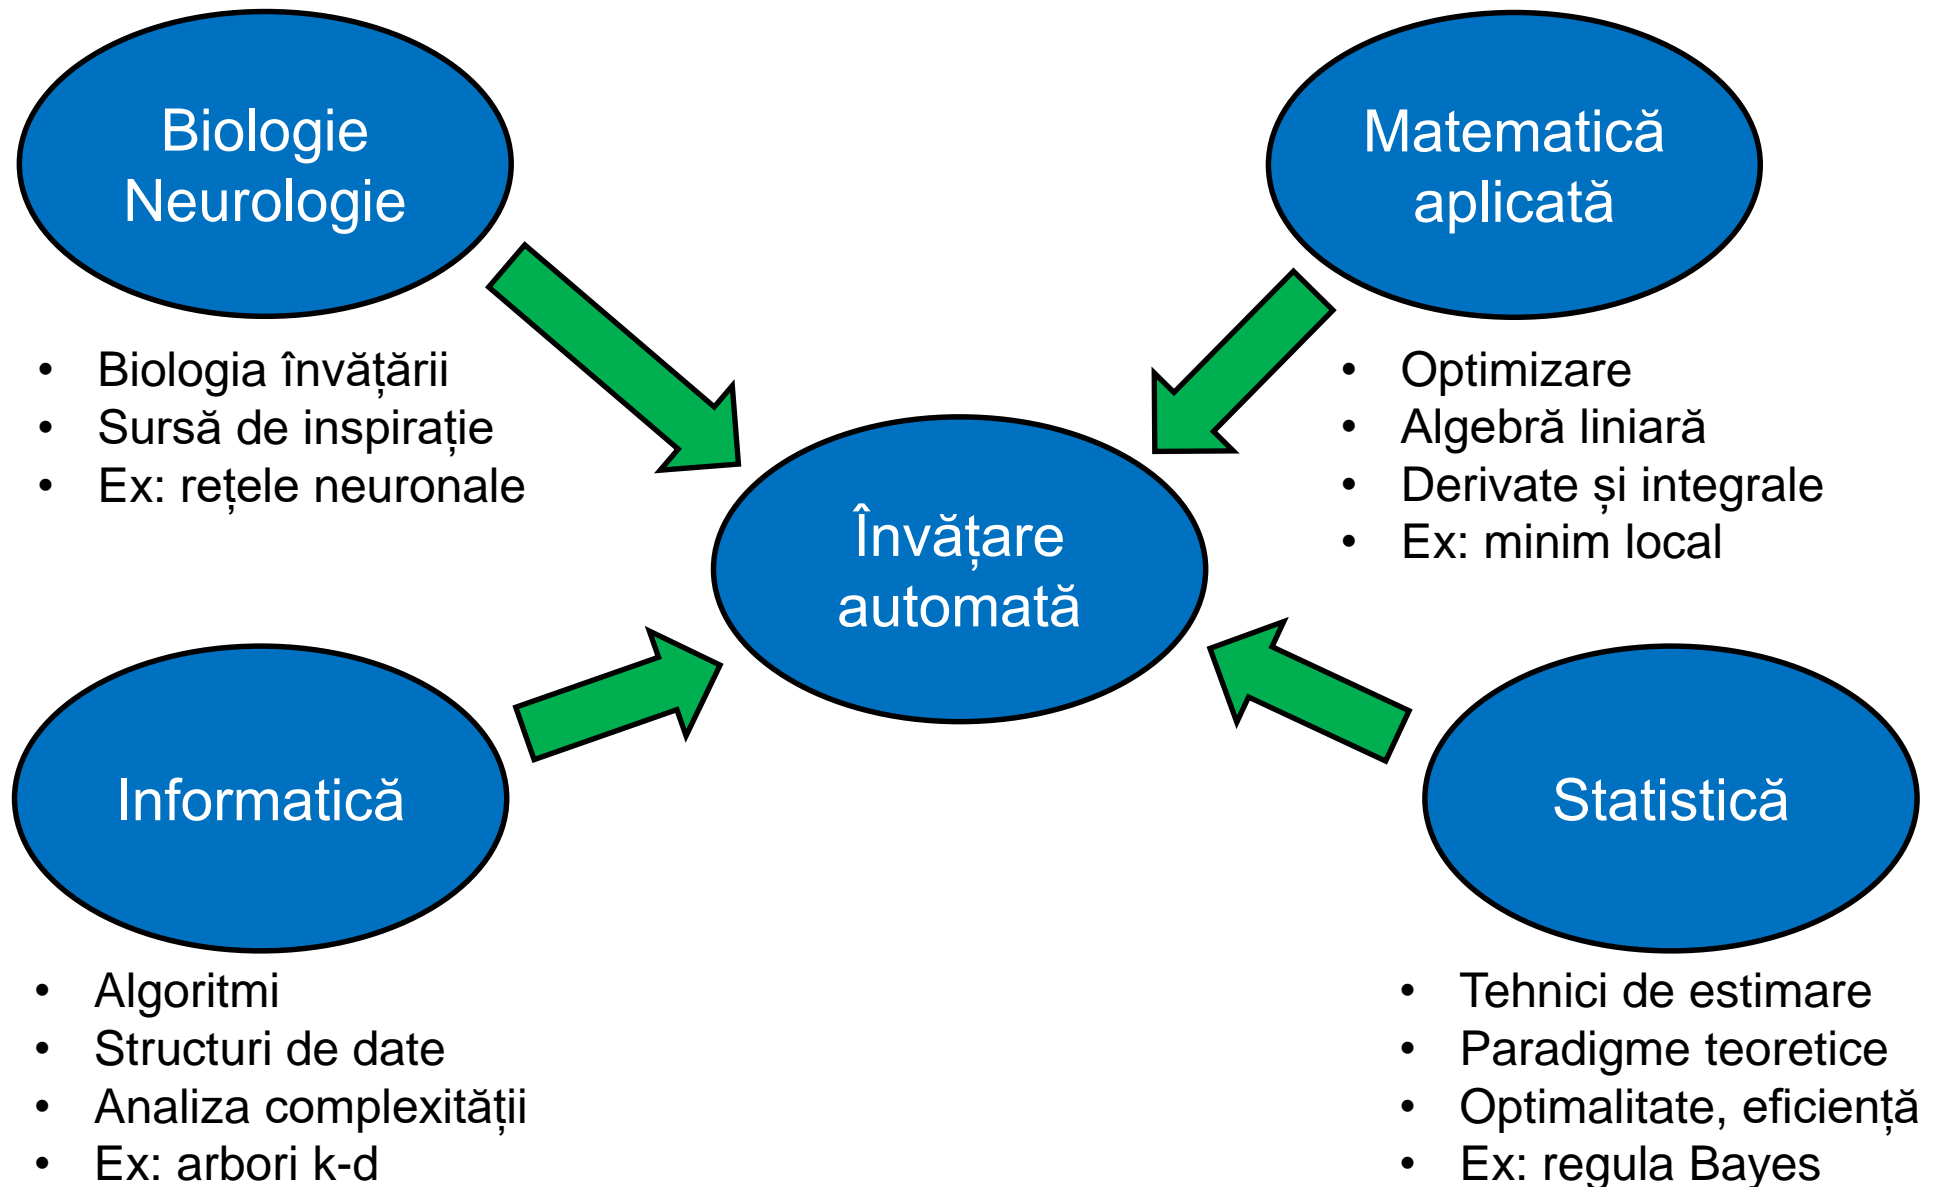 Biologie
Neurologie
• Biologia învățării
• Sursă de inspirație
• Ex: rețele neuronale
Matematică
aplicată
• Optimizare
• Algebră liniară
• Derivate și integrale
• Ex: minim local
Învățare
automată
Informatică
• Algoritmi
• Structuri de date
• Analiza complexității
• Ex: arbori k-d
Statistică
• Tehnici de estimare
• Paradigme teoretice
• Optimalitate, eficiență
• Ex: regula Bayes